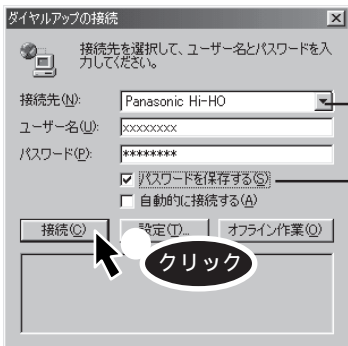 ダイヤルアップの接続
接続先を選択して、ユーザー名とパスワードを入
力してください。
接続先(N): Panasonic Hi-HO
ユーザー名(U): xxxxxxxx
パスワード(P): ********
パスワードを保存する(S)
自動的に接続する(A)
接続(C) 設定(T)... オフライン作業(O)
クリック